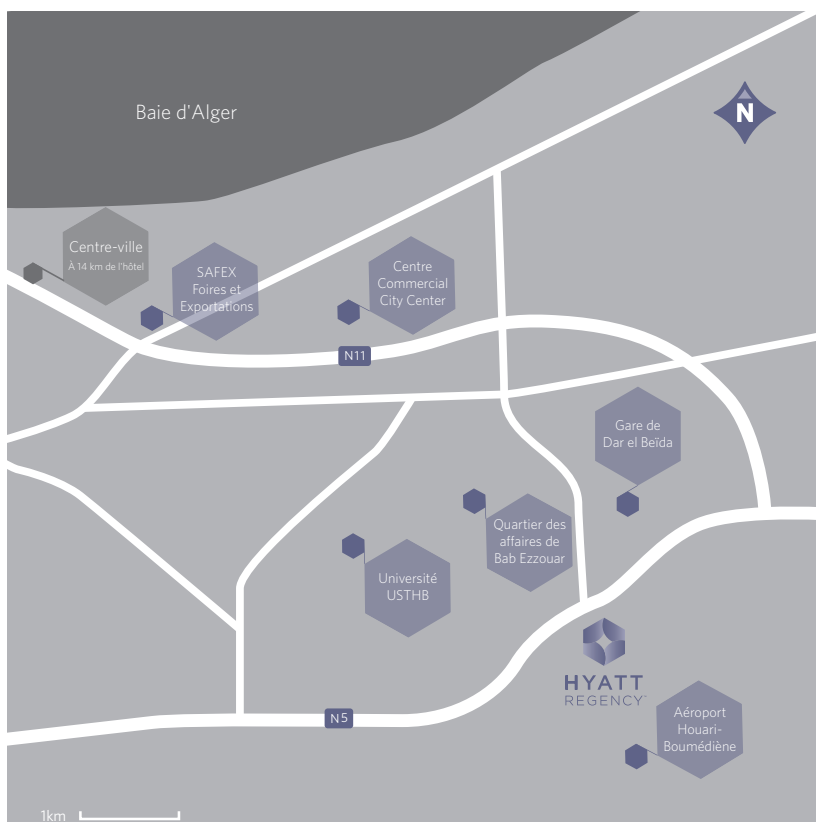 Baie d'Alger
N
Centre-ville
À 14 km de l'hôtel
SAFEX
Foires et
Exportations
Centre
Commercial
City Center
N11
Gare de
Dar el Beïda
Quartier des
affaires de
Bab Ezzouar
Université
USTHB
HYATT
REGENCY™
N5
Aéroport
Houari-
Boumédiène
1km